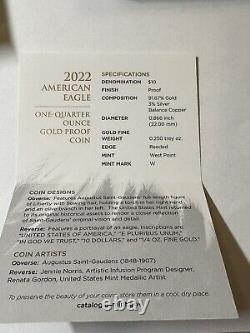 2022
AMERICAN
EAGLE
ONE-QUARTER
OUNCE
GOLD PROOF
COIN
SPECIFICATIONS
DENOMINATION $10
FINISH Proof
COMPOSITION 91.67% Gold
3% Silver
Balance Copper
DIAMETER 0.866 inch
(22.00 mm)
GOLD FINE
WEIGHT 0.250 troy oz.
EDGE Reeded
MINT West Point
MINT MARK W
COIN DESIGNS
Obverse: Features Augustus Saint-Gaudens' full-length figure
of Liberty with flowing hair, holding a torch in her right hand
and an olive branch in her left. The United States Mint returned
to its original historical assets to render a closer reflection
of Saint-Gaudens' original vision and detail.
Reverse: Features a portrait of an eagle. Inscriptions are
"UNITED STATES OF AMERICA," "E PLURIBUS UNUM,"
"IN GOD WE TRUST," "10 DOLLARS," and "1/4 OZ. FINE GOLD."
COIN ARTISTS
Obverse: Augustus Saint-Gaudens (1848-1907)
Reverse: Jennie Norris, Artistic Infusion Program Designer,
Renata Gordon, United States Mint Medallic Artist
To preserve the beauty of your coins, store them in a cool, dry place.